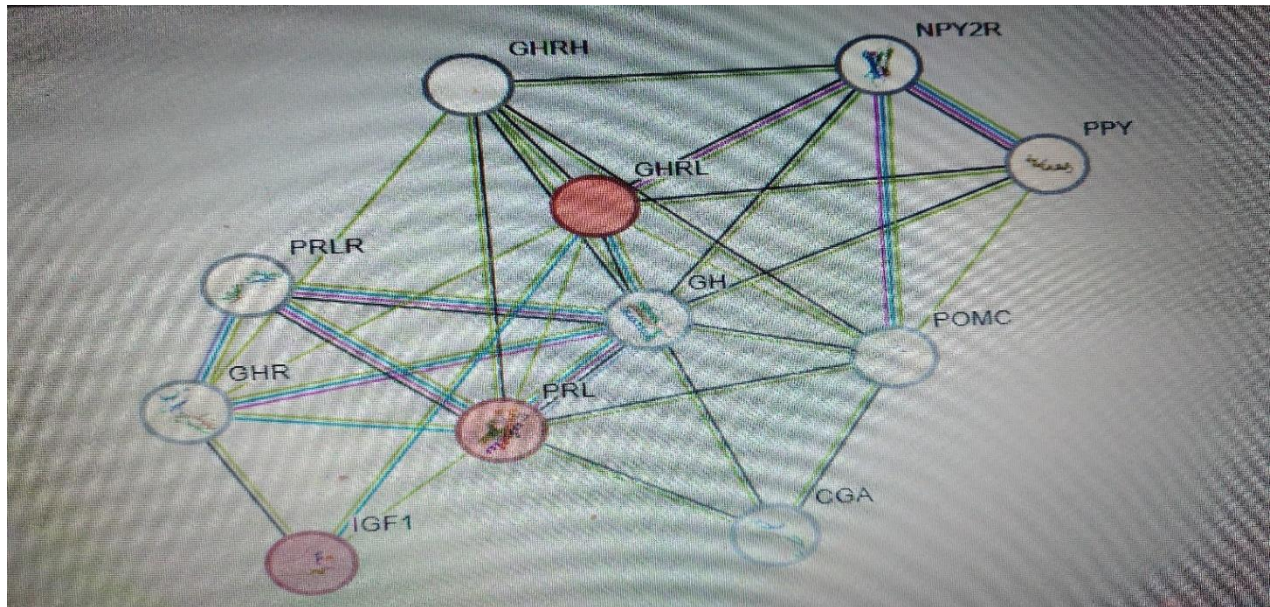 GHRH
NPY2R
PPY
GHRL
PRLR
GH
POMC
GHR
PRL
CGA
IGF1